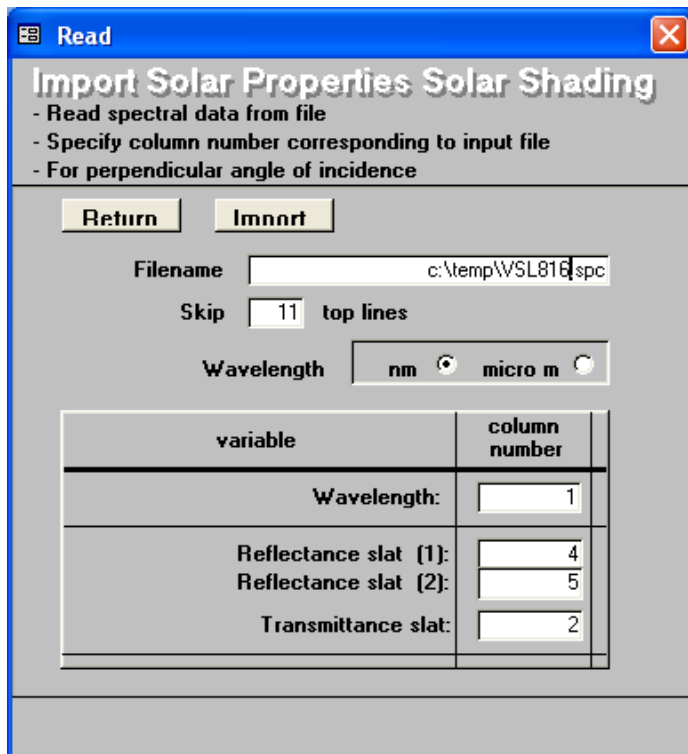 Read
Import Solar Properties Solar Shading
- Read spectral data from file
- Specify column number corresponding to input file
- For perpendicular angle of incidence
Return Import
Filename c:\temp\VSL816.spc
Skip 11 top lines
Wavelength nm micro m
variable column number
Wavelength: 1
Reflectance slat (1): 4
Reflectance slat (2): 5
Transmittance slat: 2